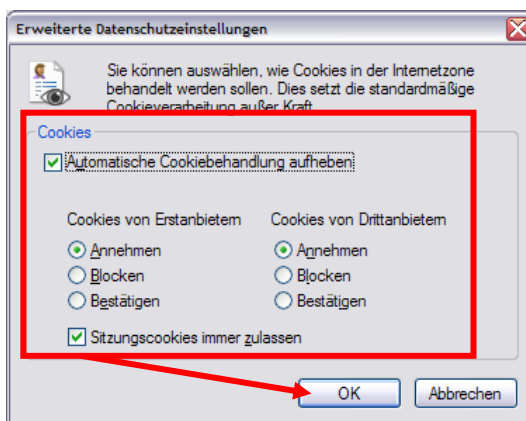 Erweiterte Datenschutzeinstellungen
Sie können auswählen, wie Cookies in der Internetzone
behandelt werden sollen. Dies setzt die standardmäßige
Cookieverarbeitung außer Kraft.
Cookies
Automatische Cookiebehandlung aufheben
Cookies von Erstanbietern Cookies von Drittanbietern
Annehmen Annehmen
Blocken Blocken
Bestätigen Bestätigen
Sitzungscookies immer zulassen
OK Abbrechen